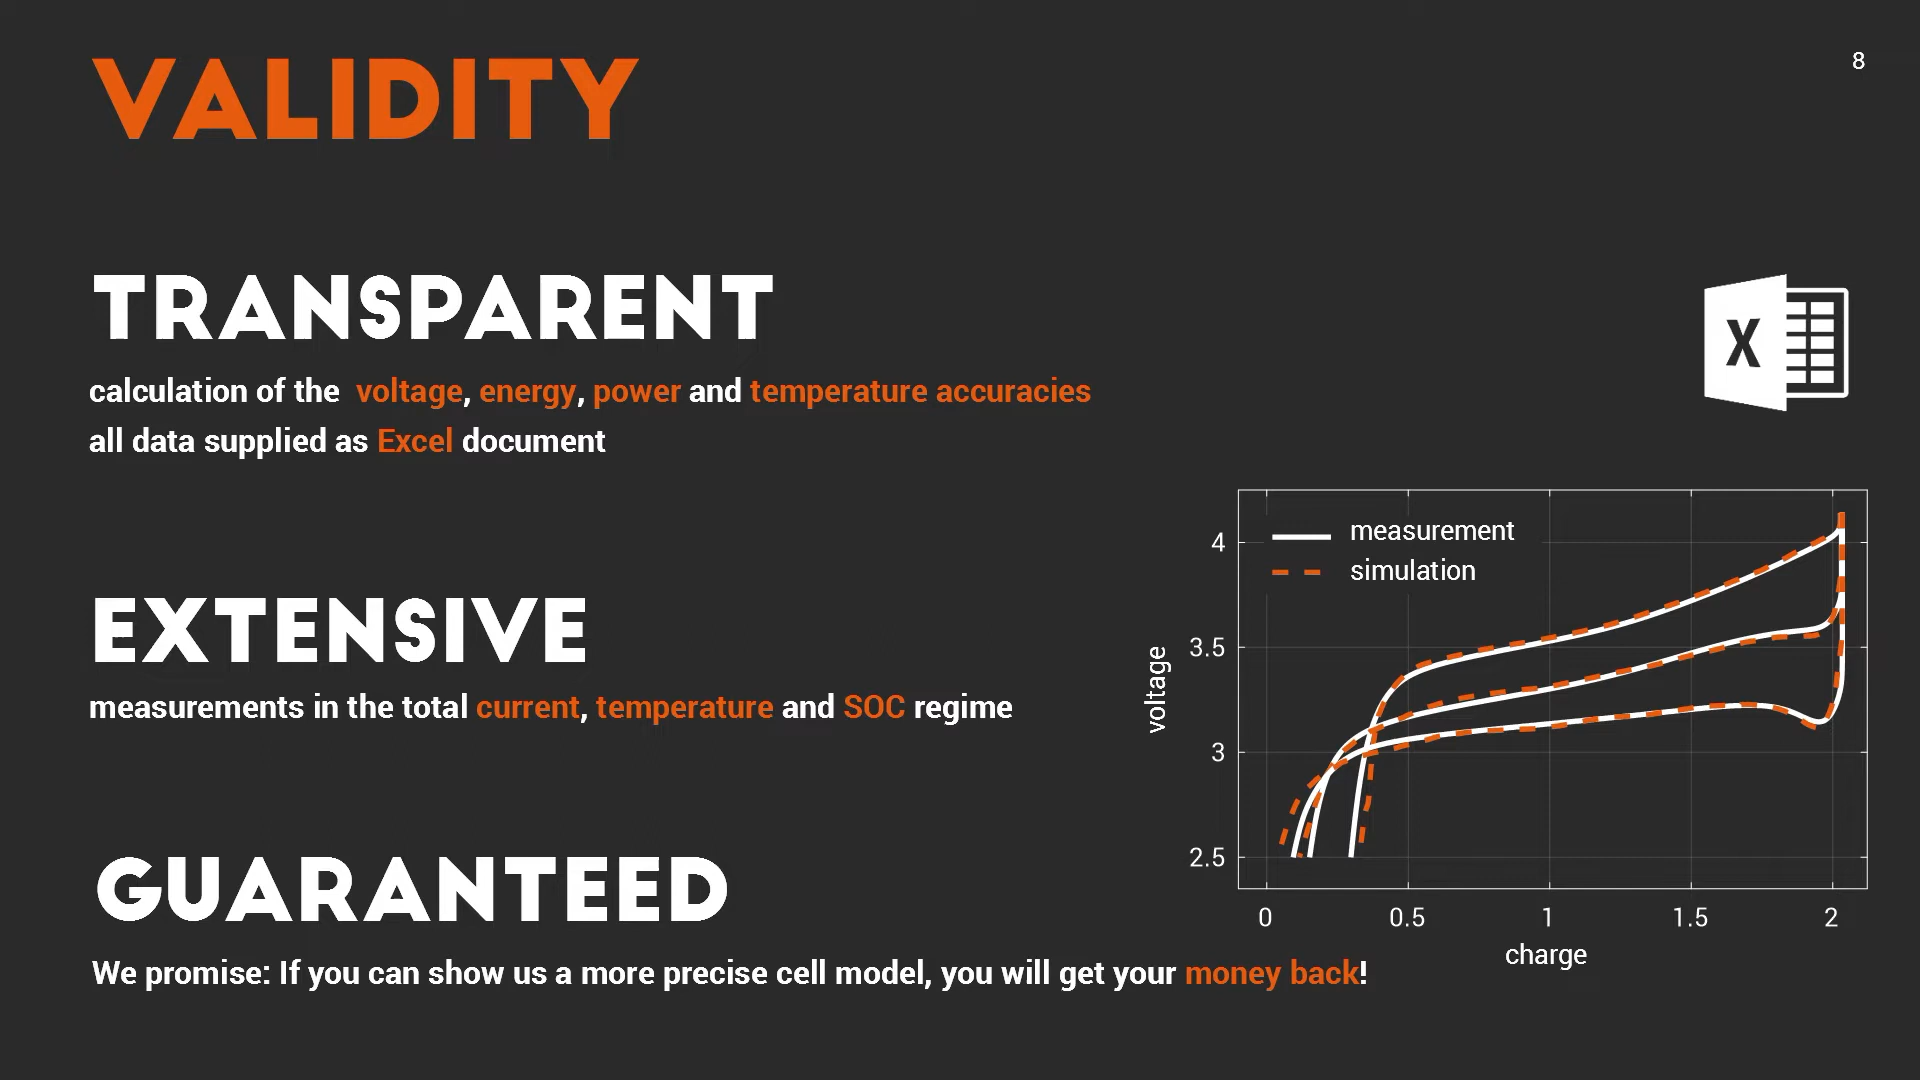 VALIDITY
8
TRANSPARENT
calculation of the voltage, energy, power and temperature accuracies
all data supplied as Excel document
X
EXTENSIVE
measurements in the total current, temperature and SOC regime
GUARANTEED
We promise: If you can show us a more precise cell model, you will get your money back!
measurement
simulation
voltage
4
3.5
3
2.5
0 0.5 1 1.5 2
charge